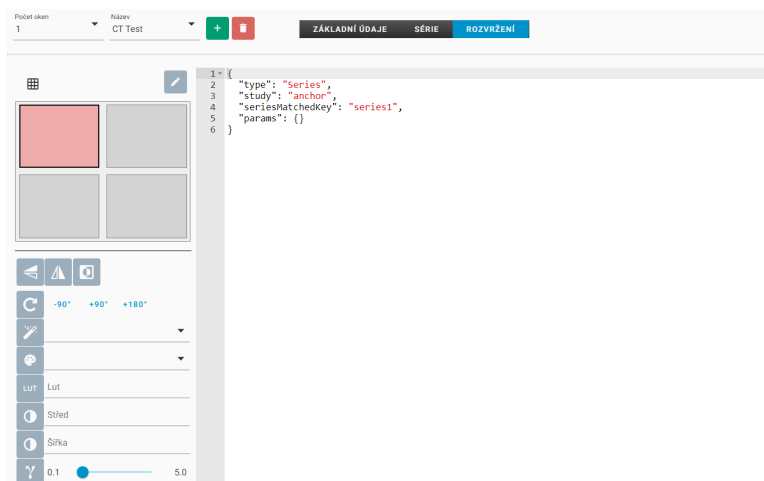 Počet oken
1
Název
CT Test
+
ZÁKLADNÍ ÚDAJE SÉRIE ROZVRŽENÍ
1 {
2 "type": "Series",
3 "study": "anchor",
4 "seriesMatchedKey": "series1",
5 "params": {}
6 }
-90° +90° +180°
LUT Lut
Střed
Šířka
γ 0.1 5.0